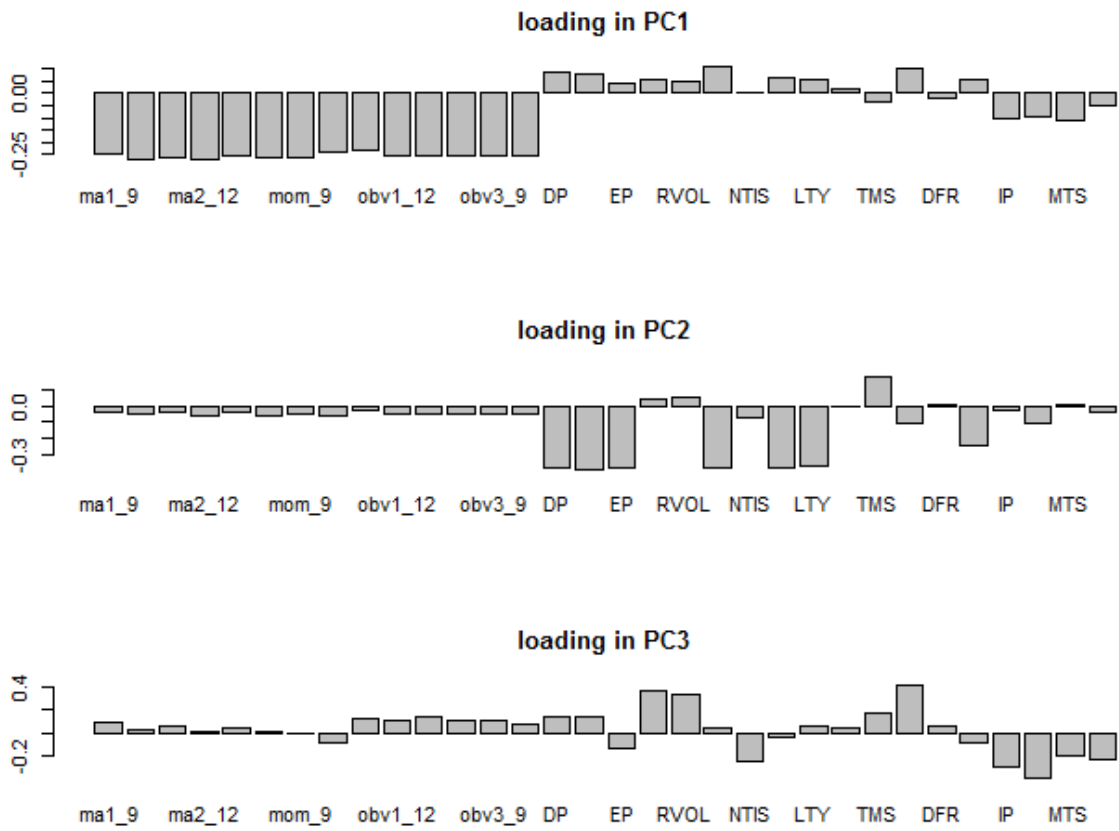 loading in PC1
0.00
-0.25
ma1_9 ma2_12 mom_9 obv1_12 obv3_9 DP EP RVOL NTIS LTY TMS DFR IP MTS
loading in PC2
0.0
-0.3
ma1_9 ma2_12 mom_9 obv1_12 obv3_9 DP EP RVOL NTIS LTY TMS DFR IP MTS
loading in PC3
0.4
-0.2
ma1_9 ma2_12 mom_9 obv1_12 obv3_9 DP EP RVOL NTIS LTY TMS DFR IP MTS